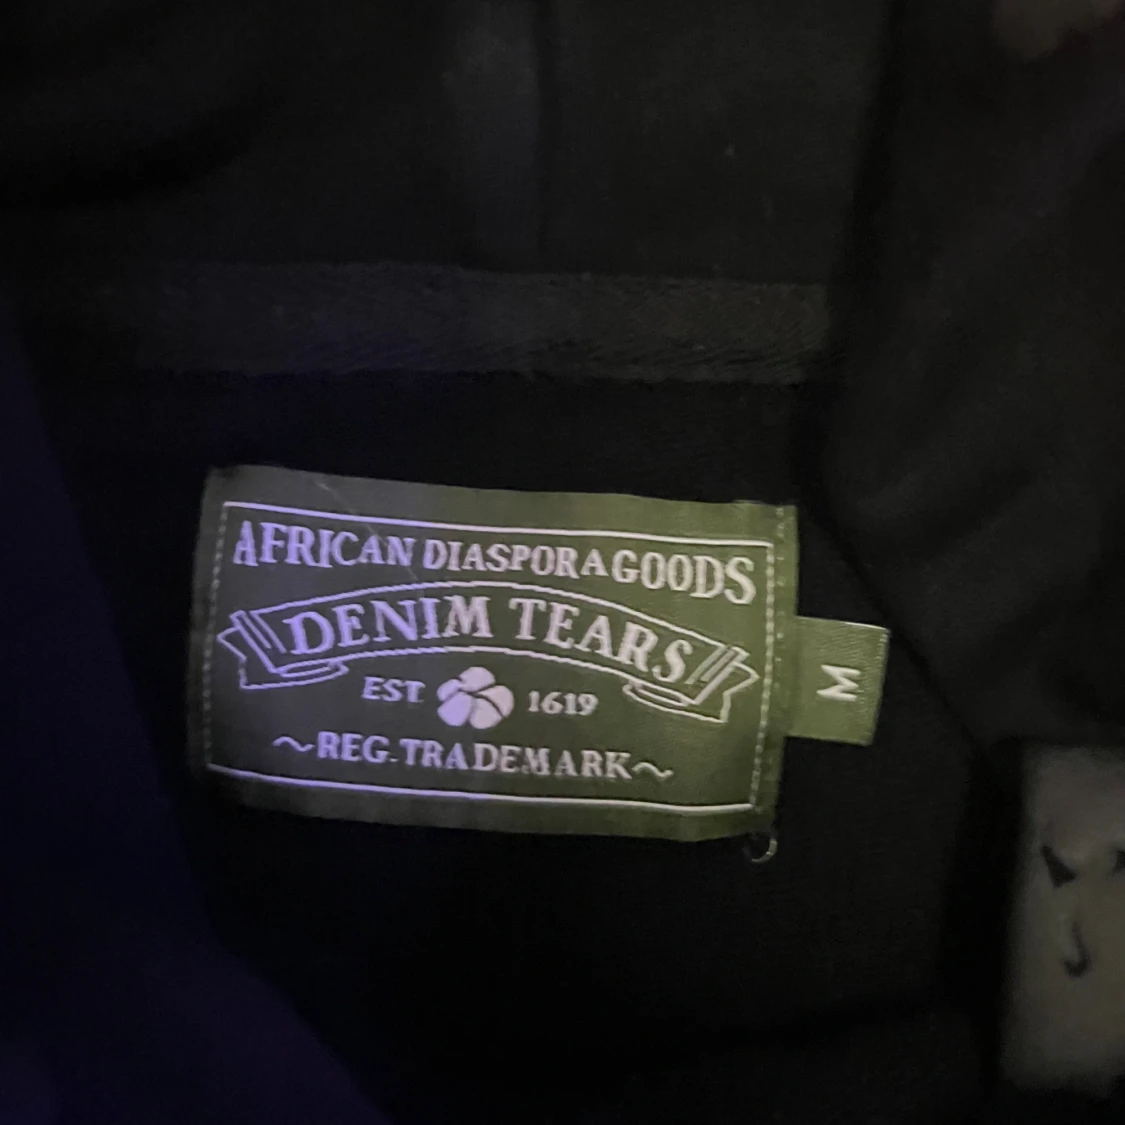 AFRICAN DIASPORA GOODS
DENIM TEARS
EST 1619
~REG.TRADEMARK~
M